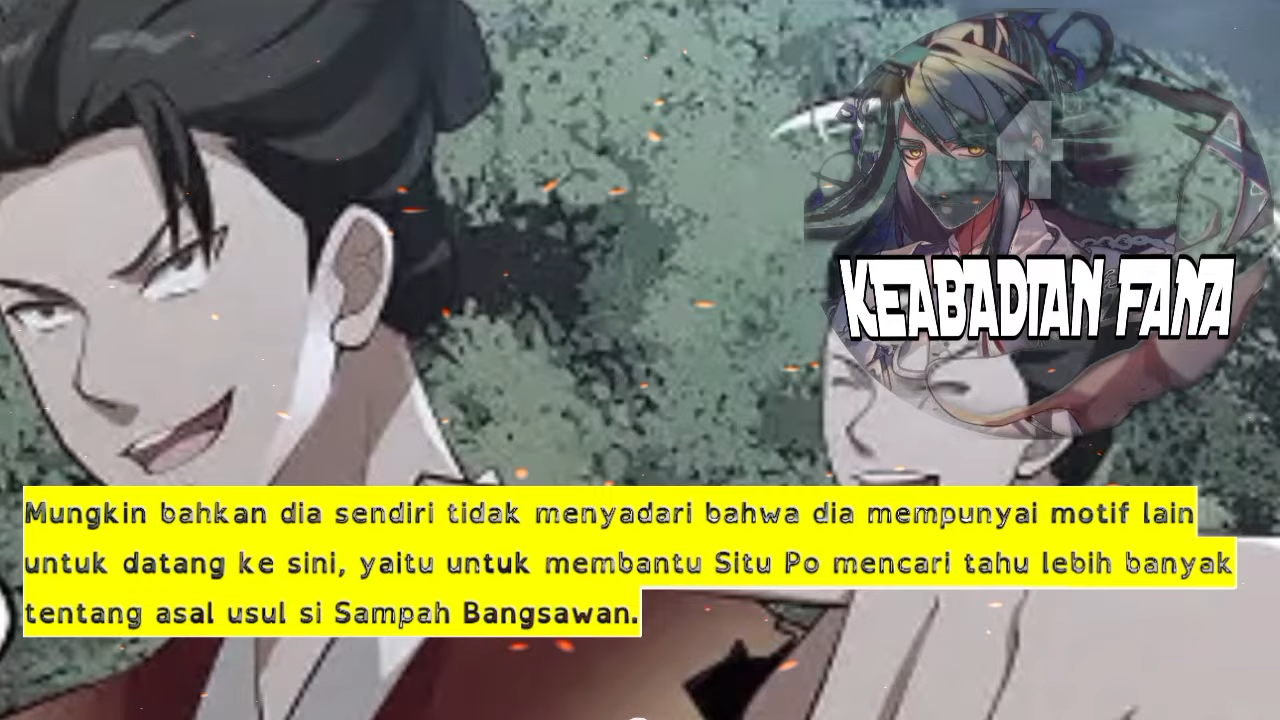 KEABADIAN FANA
Mungkin bahkan dia sendiri tidak menyadari bahwa dia mempunyai motif lain
untuk datang ke sini, yaitu untuk membantu Situ Po mencari tahu lebih banyak
tentang asal usul si Sampah Bangsawan.